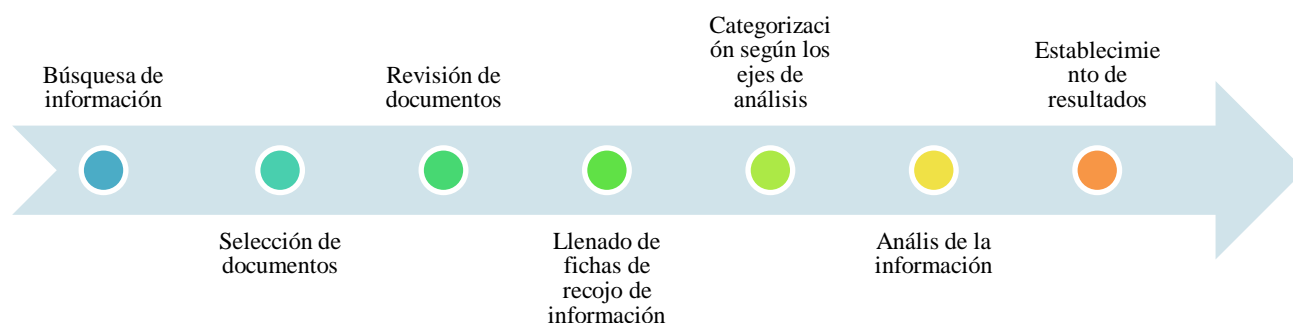 Búsquesa de
información
Selección de
documentos
Revisión de
documentos
Llenado de
fichas de
recojo de
información
Categorizaci
ón según los
ejes de
análisis
Anális de la
información
Establecimie
nto de
resultados